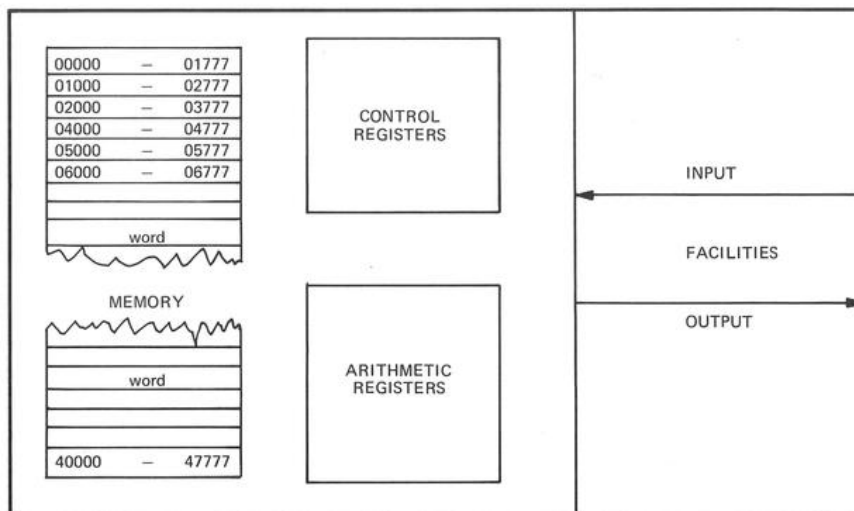 00000 – 01777
01000 – 02777
02000 – 03777
04000 – 04777
05000 – 05777
06000 – 06777
word
MEMORY
word
40000 – 47777
CONTROL
REGISTERS
ARITHMETIC
REGISTERS
INPUT
FACILITIES
OUTPUT